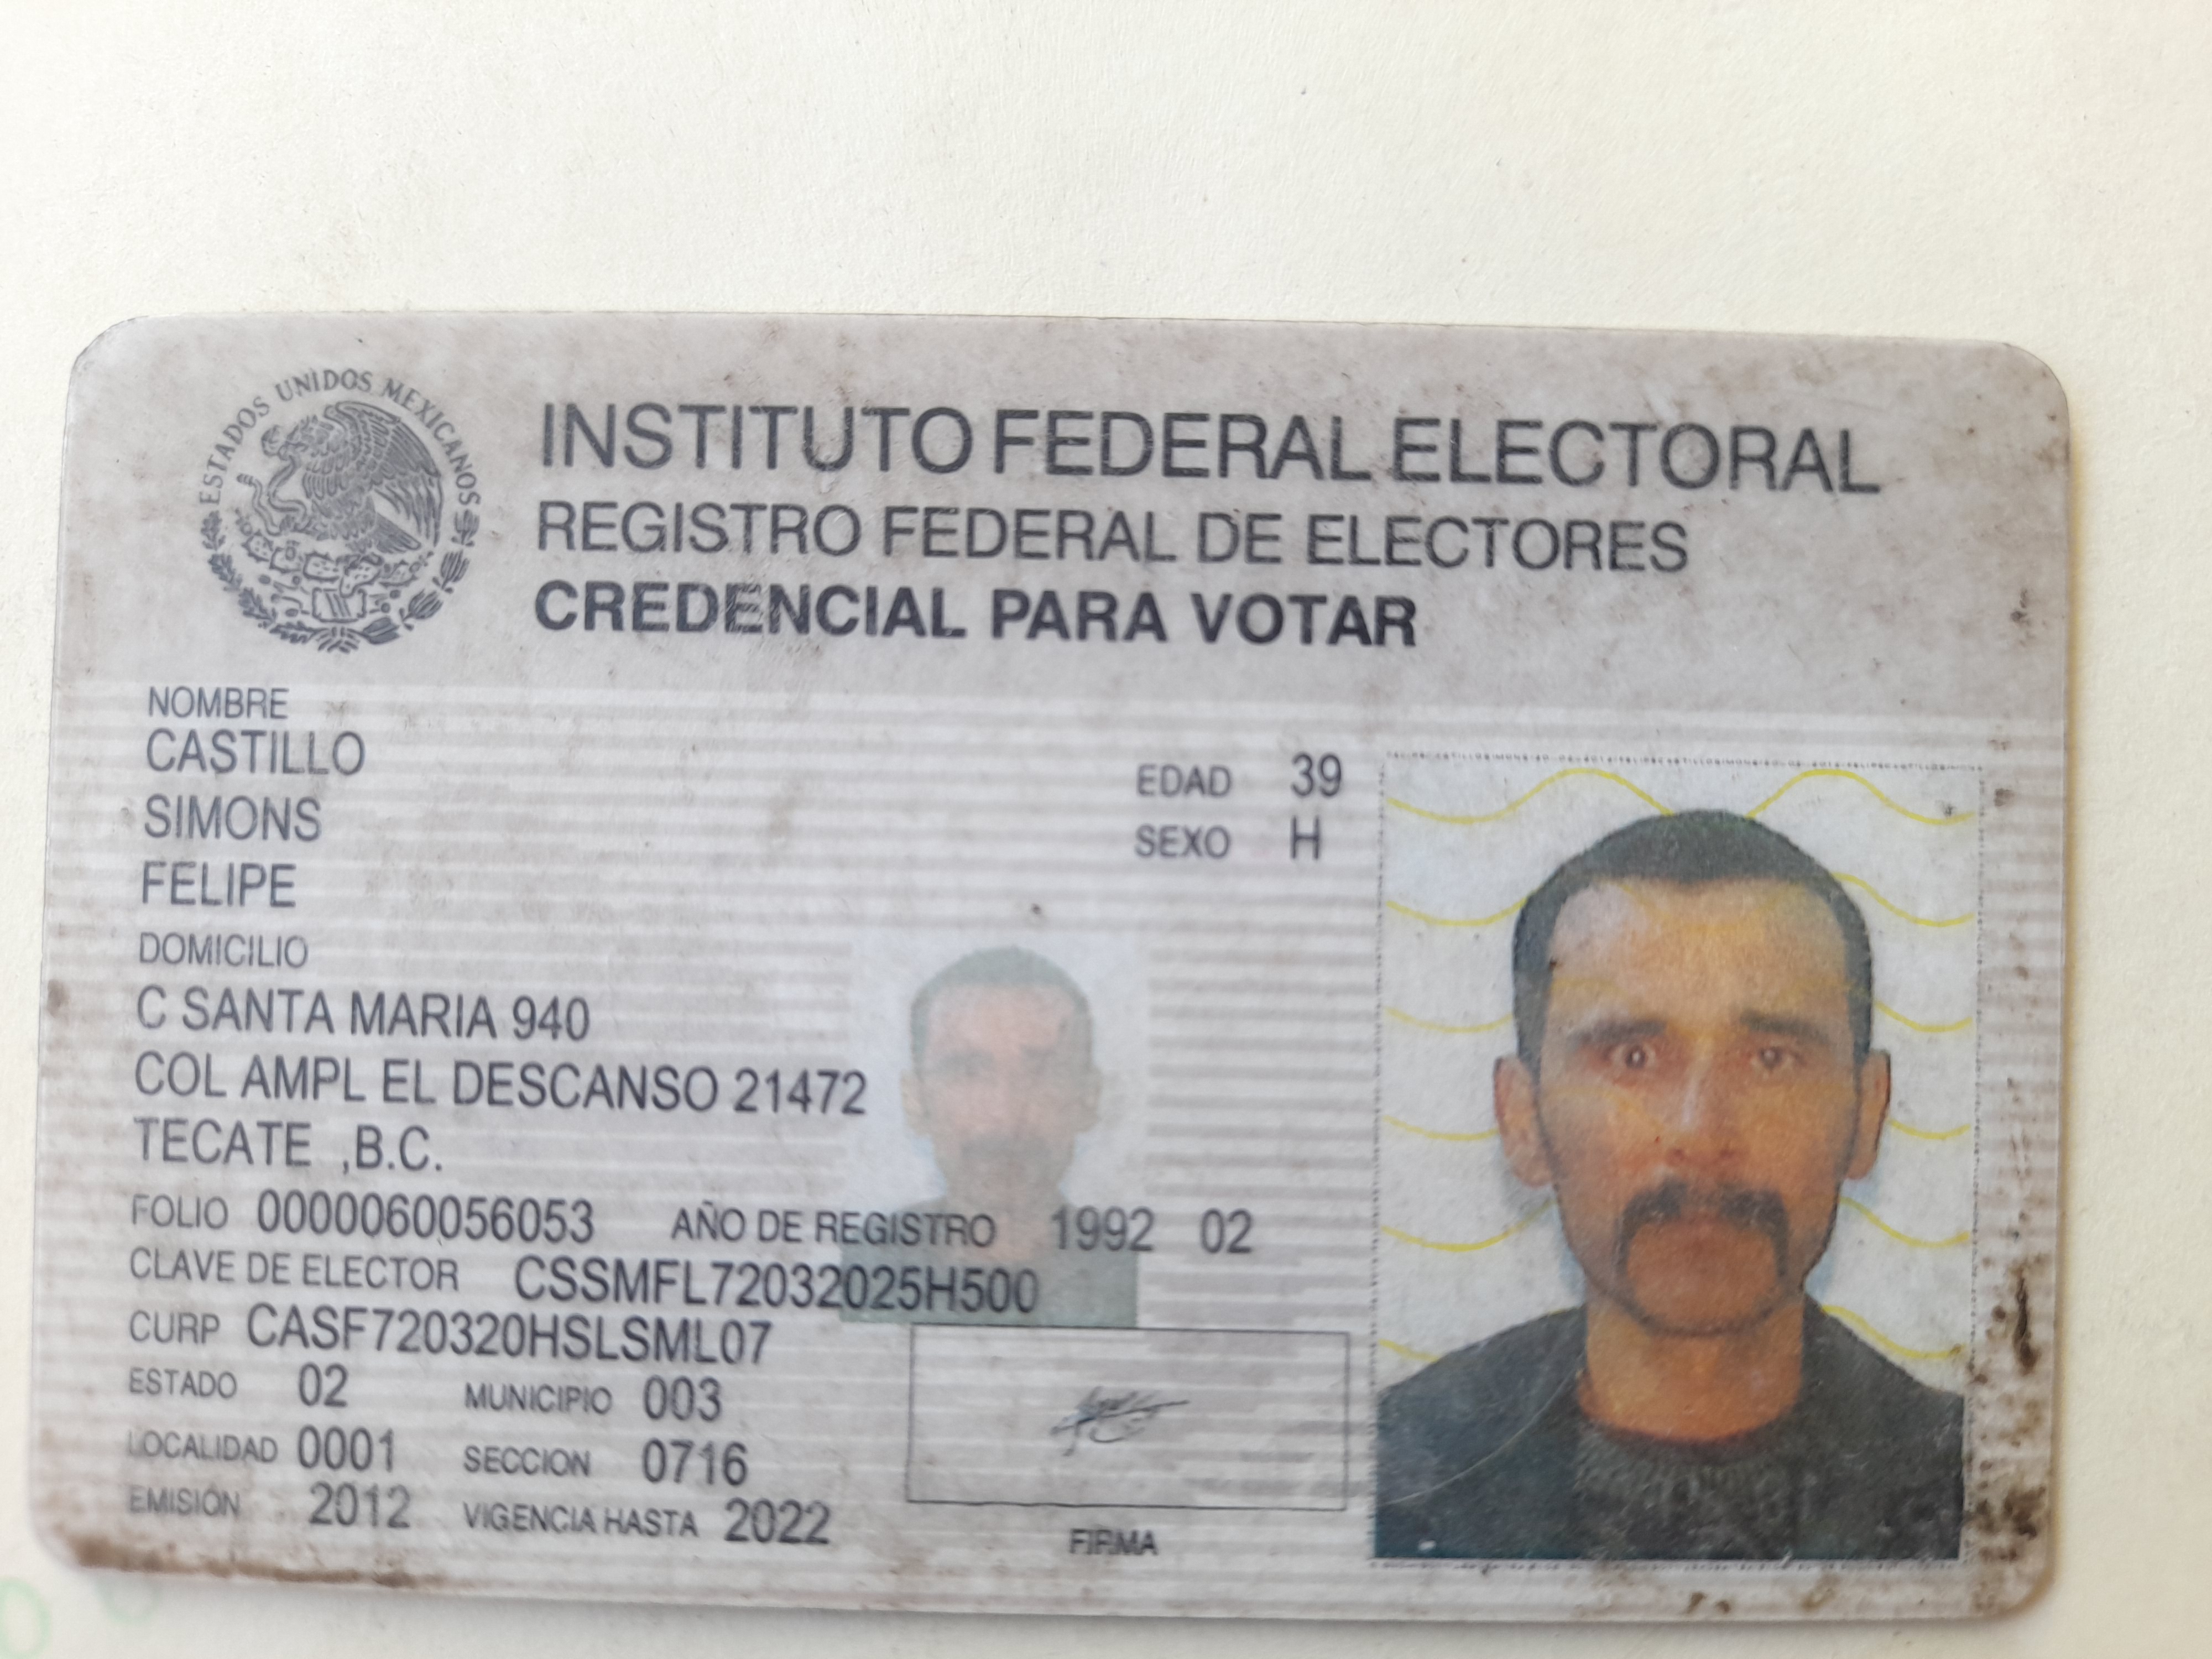 ESTADOS UNIDOS MEXICANOS
INSTITUTO FEDERAL ELECTORAL
REGISTRO FEDERAL DE ELECTORES
CREDENCIAL PARA VOTAR
NOMBRE
CASTILLO
SIMONS
FELIPE
EDAD 39
SEXO H
DOMICILIO
C SANTA MARIA 940
COL AMPL EL DESCANSO 21472
TECATE ,B.C.
FOLIO 0000060056053 AÑO DE REGISTRO 1992 02
CLAVE DE ELECTOR CSSMFL72032025H500
CURP CASF720320HSLSML07
ESTADO 02 MUNICIPIO 003
LOCALIDAD 0001 SECCION 0716
EMISIÓN 2012 VIGENCIA HASTA 2022
FIRMA